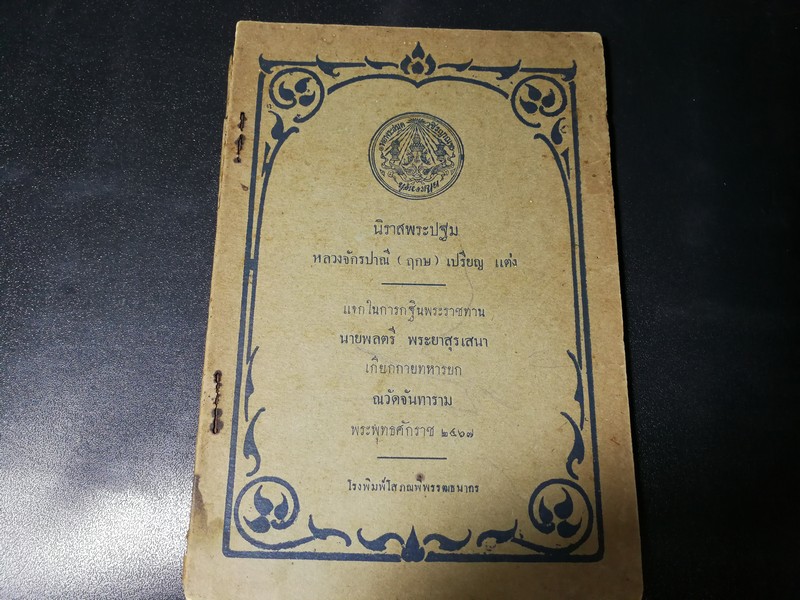 นิราสพระปฐม
หลวงจักรปาณี (ฤกษ) เปรียญ แต่ง
แจกในการกฐินพระราชทาน
นายพลตรี พระยาสุรเสนา
เกียกกายทหารบก
ณวัดจันทาราม
พระพุทธศักราช ๒๔๖๗
โรงพิมพ์โสภณพิพรรฒธนากร